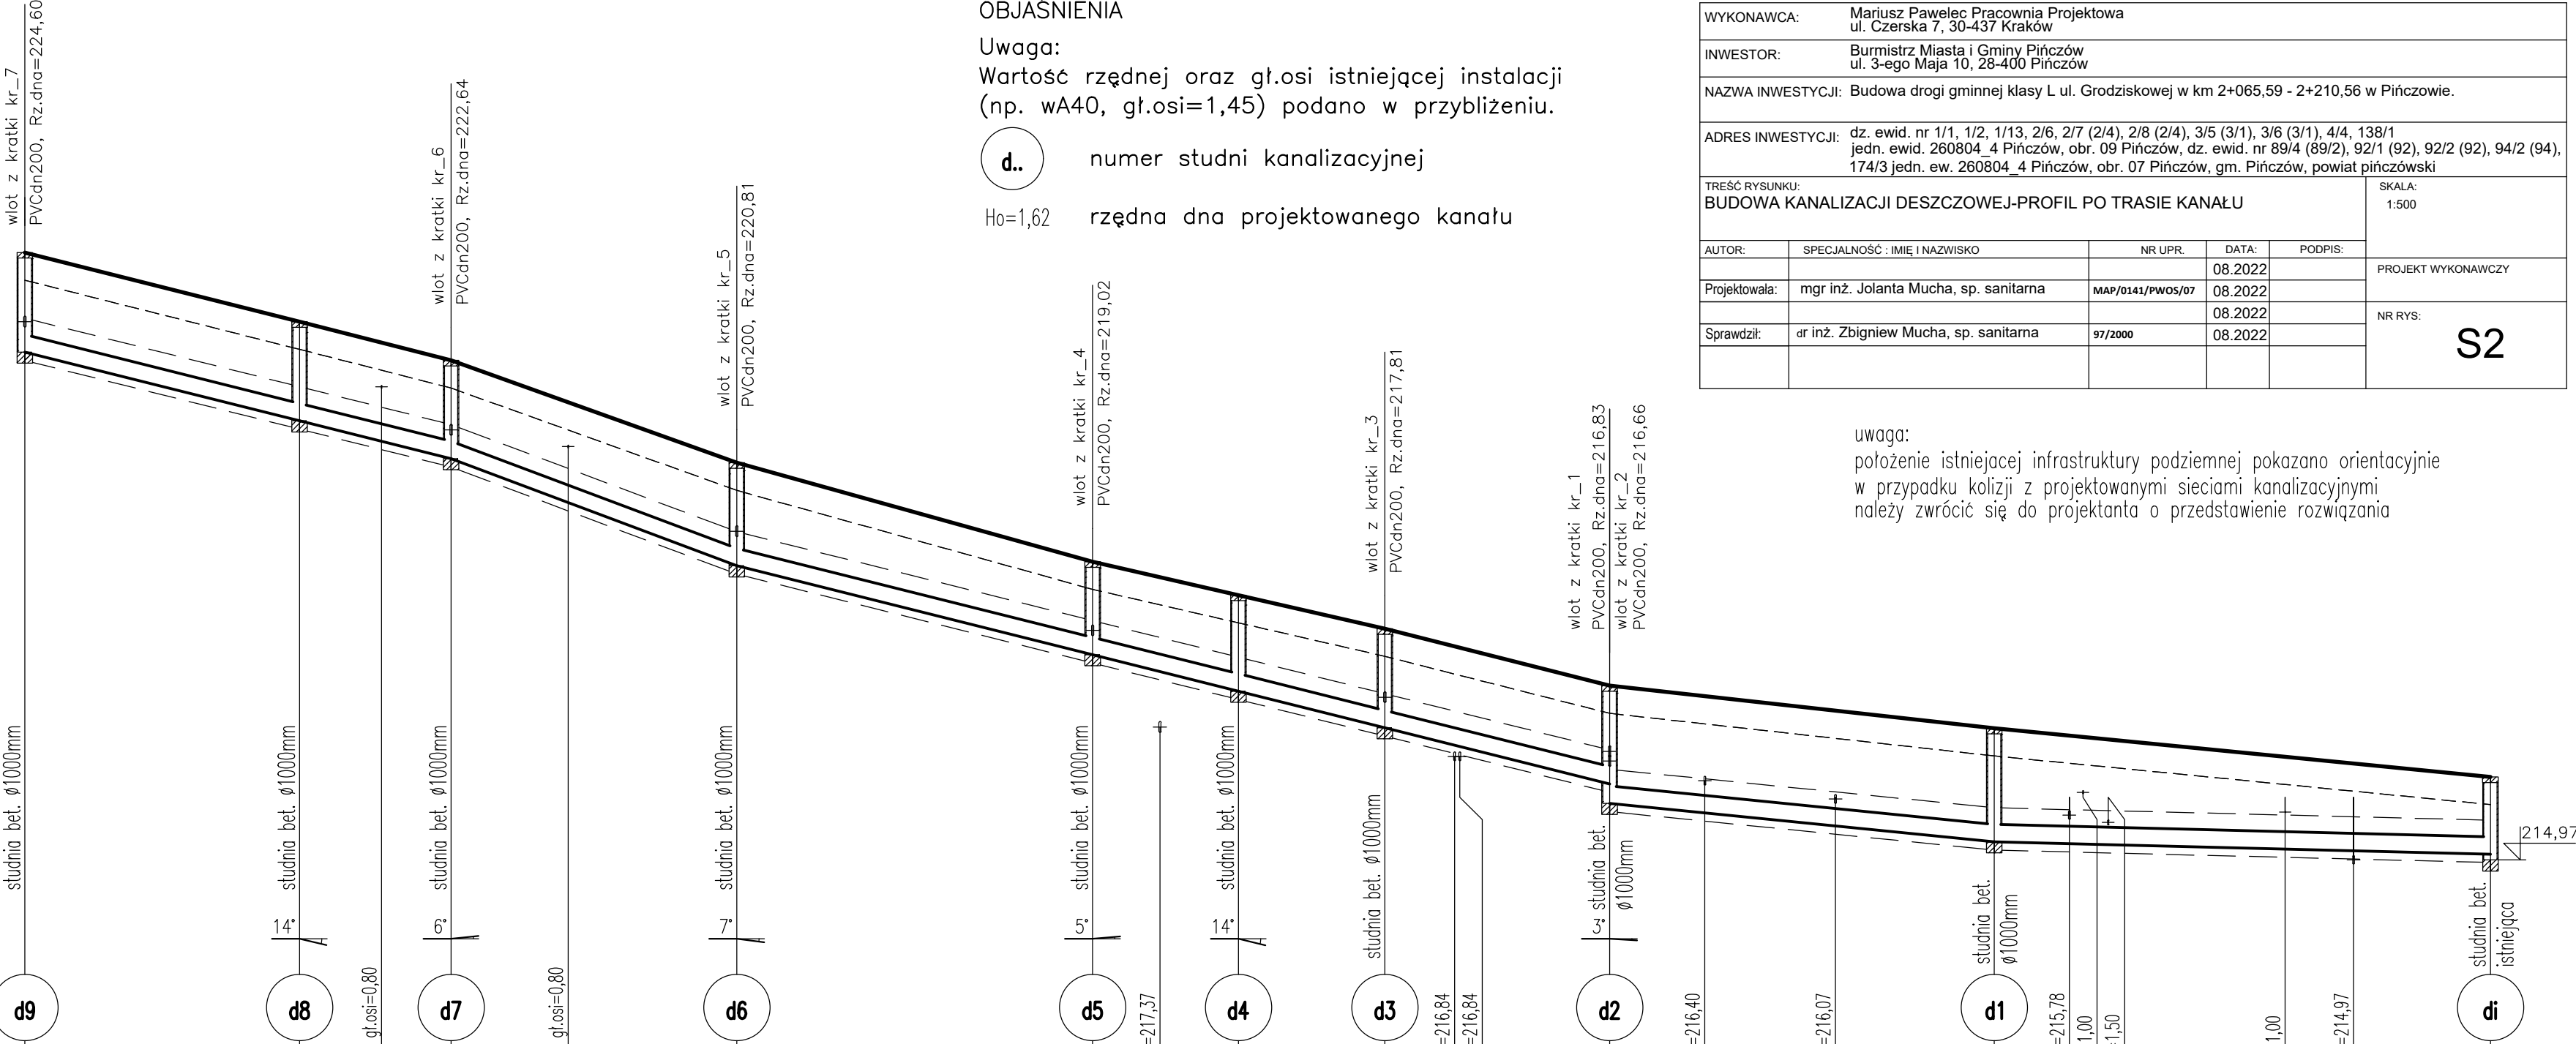 wlot z kratki kr_7
PVCdn200, Rz.dna=224,60
wlot z kratki kr_6
PVCdn200, Rz.dna=222,64
wlot z kratki kr_5
PVCdn200, Rz.dna=220,81
wlot z kratki kr_4
PVCdn200, Rz.dna=219,02
wlot z kratki kr_3
PVCdn200, Rz.dna=217,81
wlot z kratki kr_1
PVCdn200, Rz.dna=216,83
wlot z kratki kr_2
PVCdn200, Rz.dna=216,66
OBJAŚNIENIA
Uwaga:
Wartość rzędnej oraz gł.osi istniejącej instalacji
(np. wA40, gł.osi=1,45) podano w przybliżeniu.
d.. numer studni kanalizacyjnej
Ho=1,62 rzędna dna projektowanego kanału
WYKONAWCA: Mariusz Pawelec Pracownia Projektowa
ul. Czerska 7, 30-437 Kraków
INWESTOR: Burmistrz Miasta i Gminy Pińczów
ul. 3-ego Maja 10, 28-400 Pińczów
NAZWA INWESTYCJI: Budowa drogi gminnej klasy L ul. Grodziskowej w km 2+065,59 - 2+210,56 w Pińczowie.
ADRES INWESTYCJI: dz. ewid. nr 1/1, 1/2, 1/13, 2/6, 2/7 (2/4), 2/8 (2/4), 3/5 (3/1), 3/6 (3/1), 4/4, 138/1
jedn. ewid. 260804_4 Pińczów, obr. 09 Pińczów, dz. ewid. nr 89/4 (89/2), 92/1 (92), 92/2 (92), 94/2 (94),
174/3 jedn. ew. 260804_4 Pińczów, obr. 07 Pińczów, gm. Pińczów, powiat pińczówski
TREŚĆ RYSUNKU:
BUDOWA KANALIZACJI DESZCZOWEJ-PROFIL PO TRASIE KANAŁU
SKALA:
1:500
AUTOR: SPECJALNOŚĆ : IMIĘ I NAZWISKO NR UPR. DATA: PODPIS:
08.2022
PROJEKT WYKONAWCZY
Projektowała: mgr inż. Jolanta Mucha, sp. sanitarna MAP/0141/PWOS/07 08.2022
08.2022
Sprawdził: dr inż. Zbigniew Mucha, sp. sanitarna 97/2000 08.2022
NR RYS:
S2
uwaga:
położenie istniejacej infrastruktury podziemnej pokazano orientacyjnie
w przypadku kolizji z projektowanymi sieciami kanalizacyjnymi
należy zwrócić się do projektanta o przedstawienie rozwiązania
214,97
studnia bet. ø1000mm
studnia bet. ø1000mm
studnia bet. ø1000mm
studnia bet. ø1000mm
studnia bet. ø1000mm
studnia bet. ø1000mm
studnia bet. ø1000mm
studnia bet.
ø1000mm
studnia bet.
ø1000mm
studnia bet.
istniejąca
14°
6°
7°
5°
14°
3°
gł.osi=0,80
gł.osi=0,80
=217,37
=216,84
=216,84
=216,40
=216,07
=215,78
1,00
1,50
1,00
=214,97
d9
d8
d7
d6
d5
d4
d3
d2
d1
di